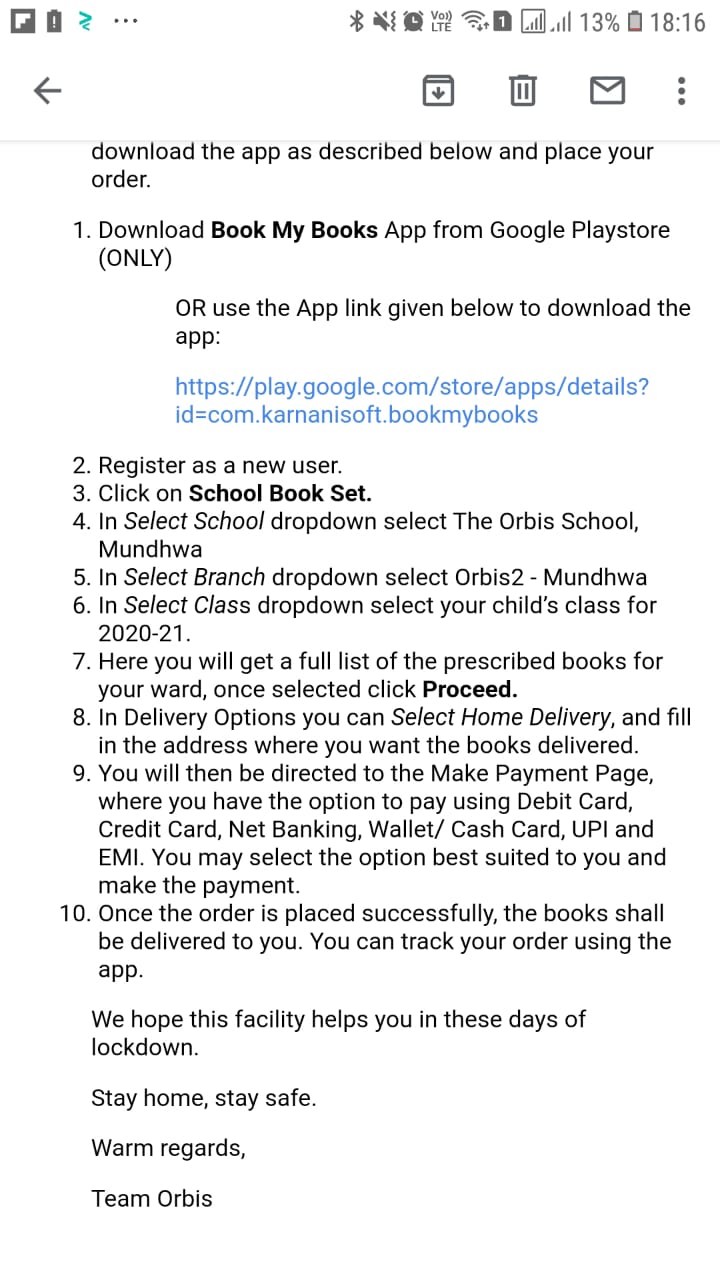 Vo)) LTE 1 13% 18:16
download the app as described below and place your
order.
1. Download Book My Books App from Google Playstore
(ONLY)
OR use the App link given below to download the
app:
https://play.google.com/store/apps/details?
id=com.karnanisoft.bookmybooks
2. Register as a new user.
3. Click on School Book Set.
4. In Select School dropdown select The Orbis School,
Mundhwa
5. In Select Branch dropdown select Orbis2 - Mundhwa
6. In Select Class dropdown select your child’s class for
2020-21.
7. Here you will get a full list of the prescribed books for
your ward, once selected click Proceed.
8. In Delivery Options you can Select Home Delivery, and fill
in the address where you want the books delivered.
9. You will then be directed to the Make Payment Page,
where you have the option to pay using Debit Card,
Credit Card, Net Banking, Wallet/ Cash Card, UPI and
EMI. You may select the option best suited to you and
make the payment.
10. Once the order is placed successfully, the books shall
be delivered to you. You can track your order using the
app.
We hope this facility helps you in these days of
lockdown.
Stay home, stay safe.
Warm regards,
Team Orbis